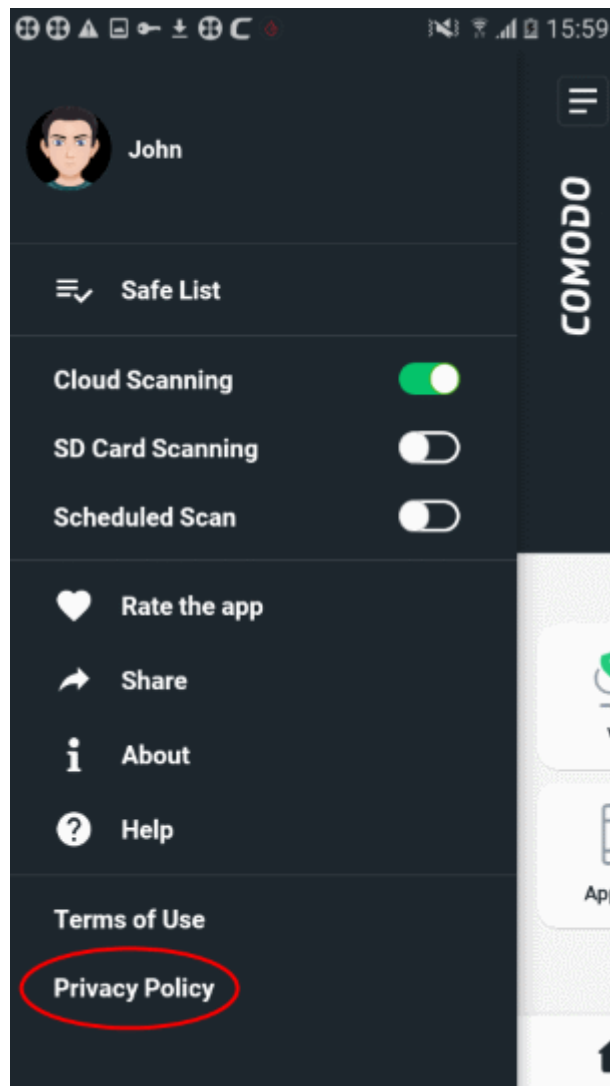 15:59
John
COMODO
Safe List
Cloud Scanning
SD Card Scanning
Scheduled Scan
Rate the app
Share
About
Help
Terms of Use
Privacy Policy